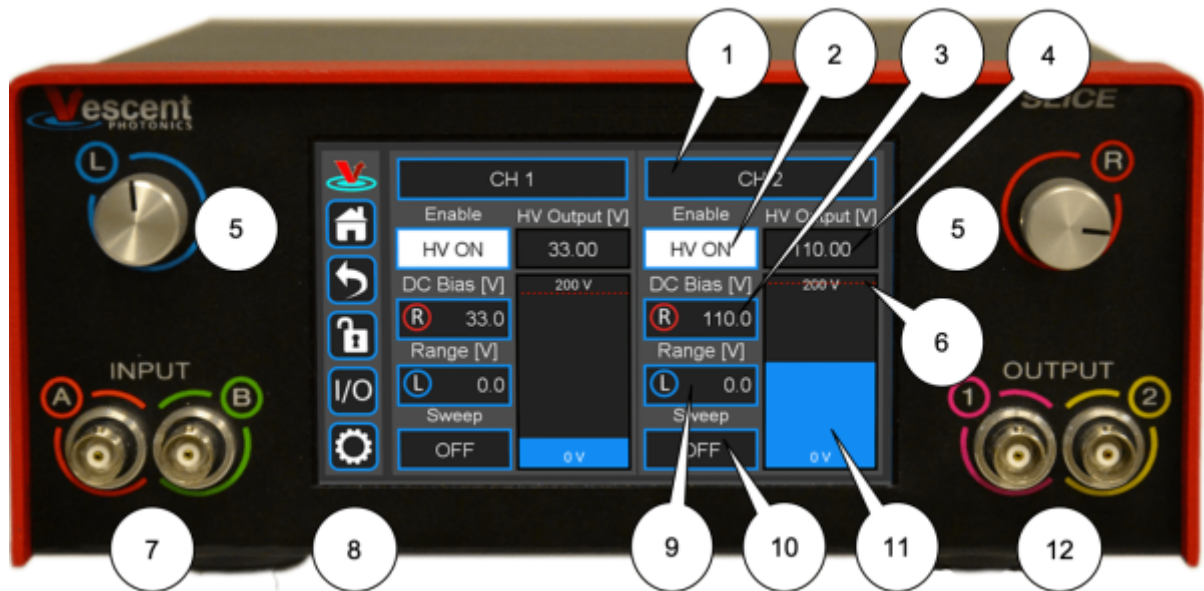 1
2
3
4
Vescent
PHOTONICS
SLICE
L
R
5
5
CH 1
CH 2
Enable
HV Output [V]
Enable
HV Output [V]
HV ON
33.00
HV ON
110.00
DC Bias [V]
200 V
DC Bias [V]
200 V
R 33.0
R 110.0
6
Range [V]
Range [V]
I/O
L 0.0
L 0.0
Sweep
Sweep
OFF
0 V
OFF
0 V
INPUT
A
B
OUTPUT
1
2
7
8
9
10
11
12